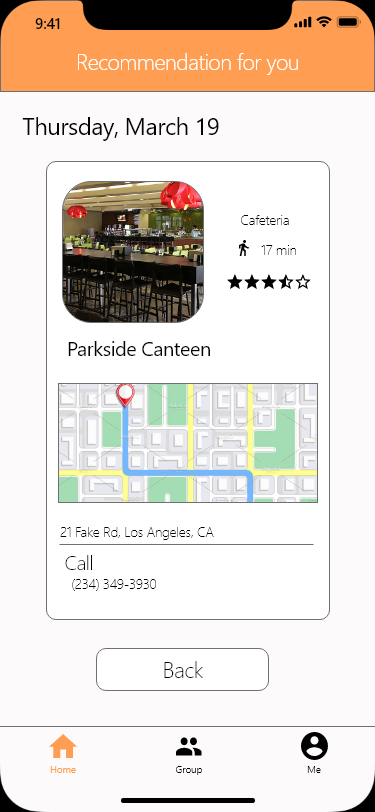 9:41
Recommendation for you
Thursday, March 19
Cafeteria
17 min
Parkside Canteen
21 Fake Rd, Los Angeles, CA
Call
(234) 349-3930
Back
Home
Group
Me